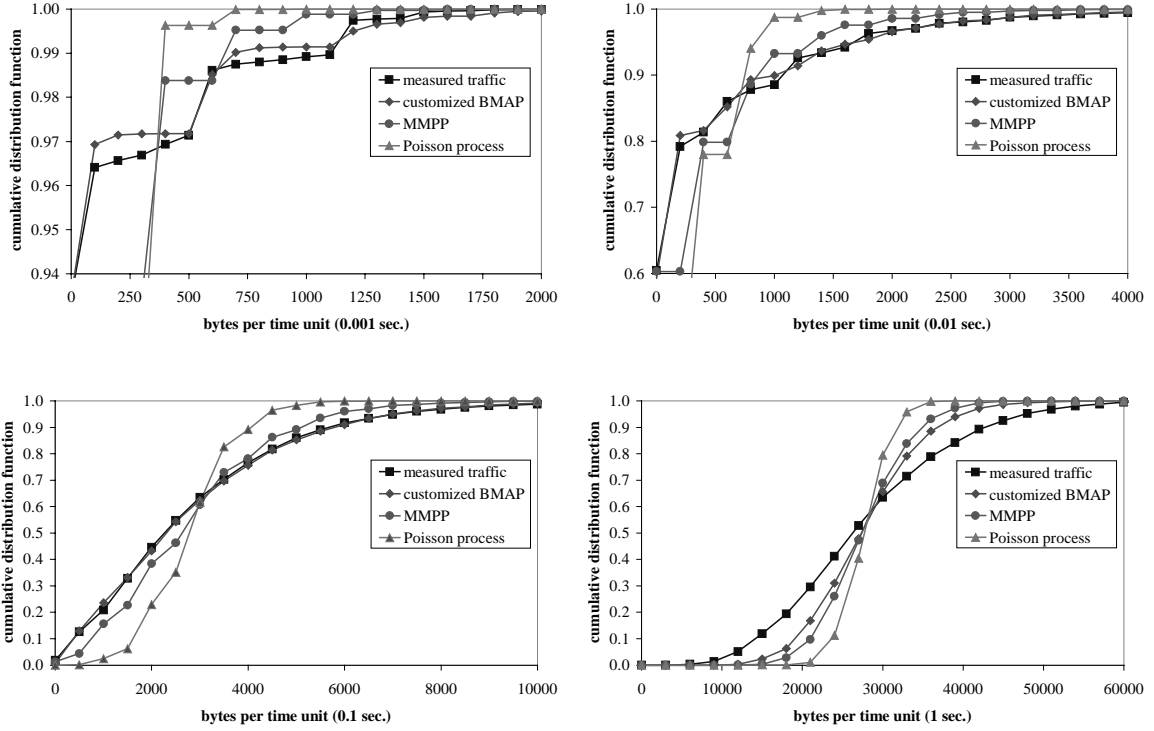 cumulative distribution function
1.00
0.99
0.98
0.97
0.96
0.95
0.94
measured traffic
customized BMAP
MMPP
Poisson process
0 250 500 750 1000 1250 1500 1750 2000
bytes per time unit (0.001 sec.)
cumulative distribution function
1.0
0.9
0.8
0.7
0.6
measured traffic
customized BMAP
MMPP
Poisson process
0 500 1000 1500 2000 2500 3000 3500 4000
bytes per time unit (0.01 sec.)
cumulative distribution function
1.0
0.9
0.8
0.7
0.6
0.5
0.4
0.3
0.2
0.1
0.0
measured traffic
customized BMAP
MMPP
Poisson process
0 2000 4000 6000 8000 10000
bytes per time unit (0.1 sec.)
cumulative distribution function
1.0
0.9
0.8
0.7
0.6
0.5
0.4
0.3
0.2
0.1
0.0
measured traffic
customized BMAP
MMPP
Poisson process
0 10000 20000 30000 40000 50000 60000
bytes per time unit (1 sec.)